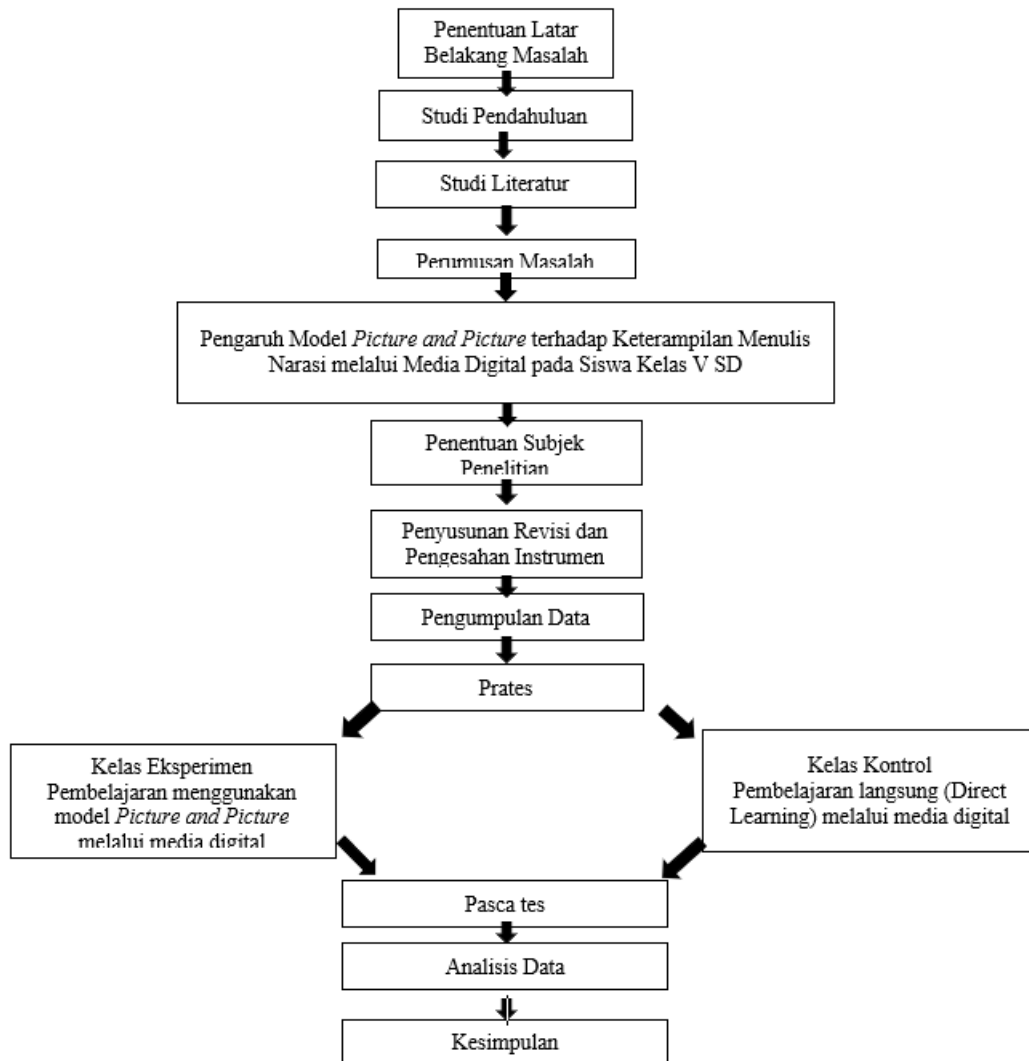 Penentuan Latar
Belakang Masalah
Studi Pendahuluan
Studi Literatur
Perumusan Masalah
Pengaruh Model Picture and Picture terhadap Keterampilan Menulis
Narasi melalui Media Digital pada Siswa Kelas V SD
Penentuan Subjek
Penelitian
Penyusunan Revisi dan
Pengesahan Instrumen
Pengumpulan Data
Prates
Kelas Eksperimen
Pembelajaran menggunakan
model Picture and Picture
melalui media digital
Kelas Kontrol
Pembelajaran langsung (Direct
Learning) melalui media digital
Pasca tes
Analisis Data
Kesimpulan